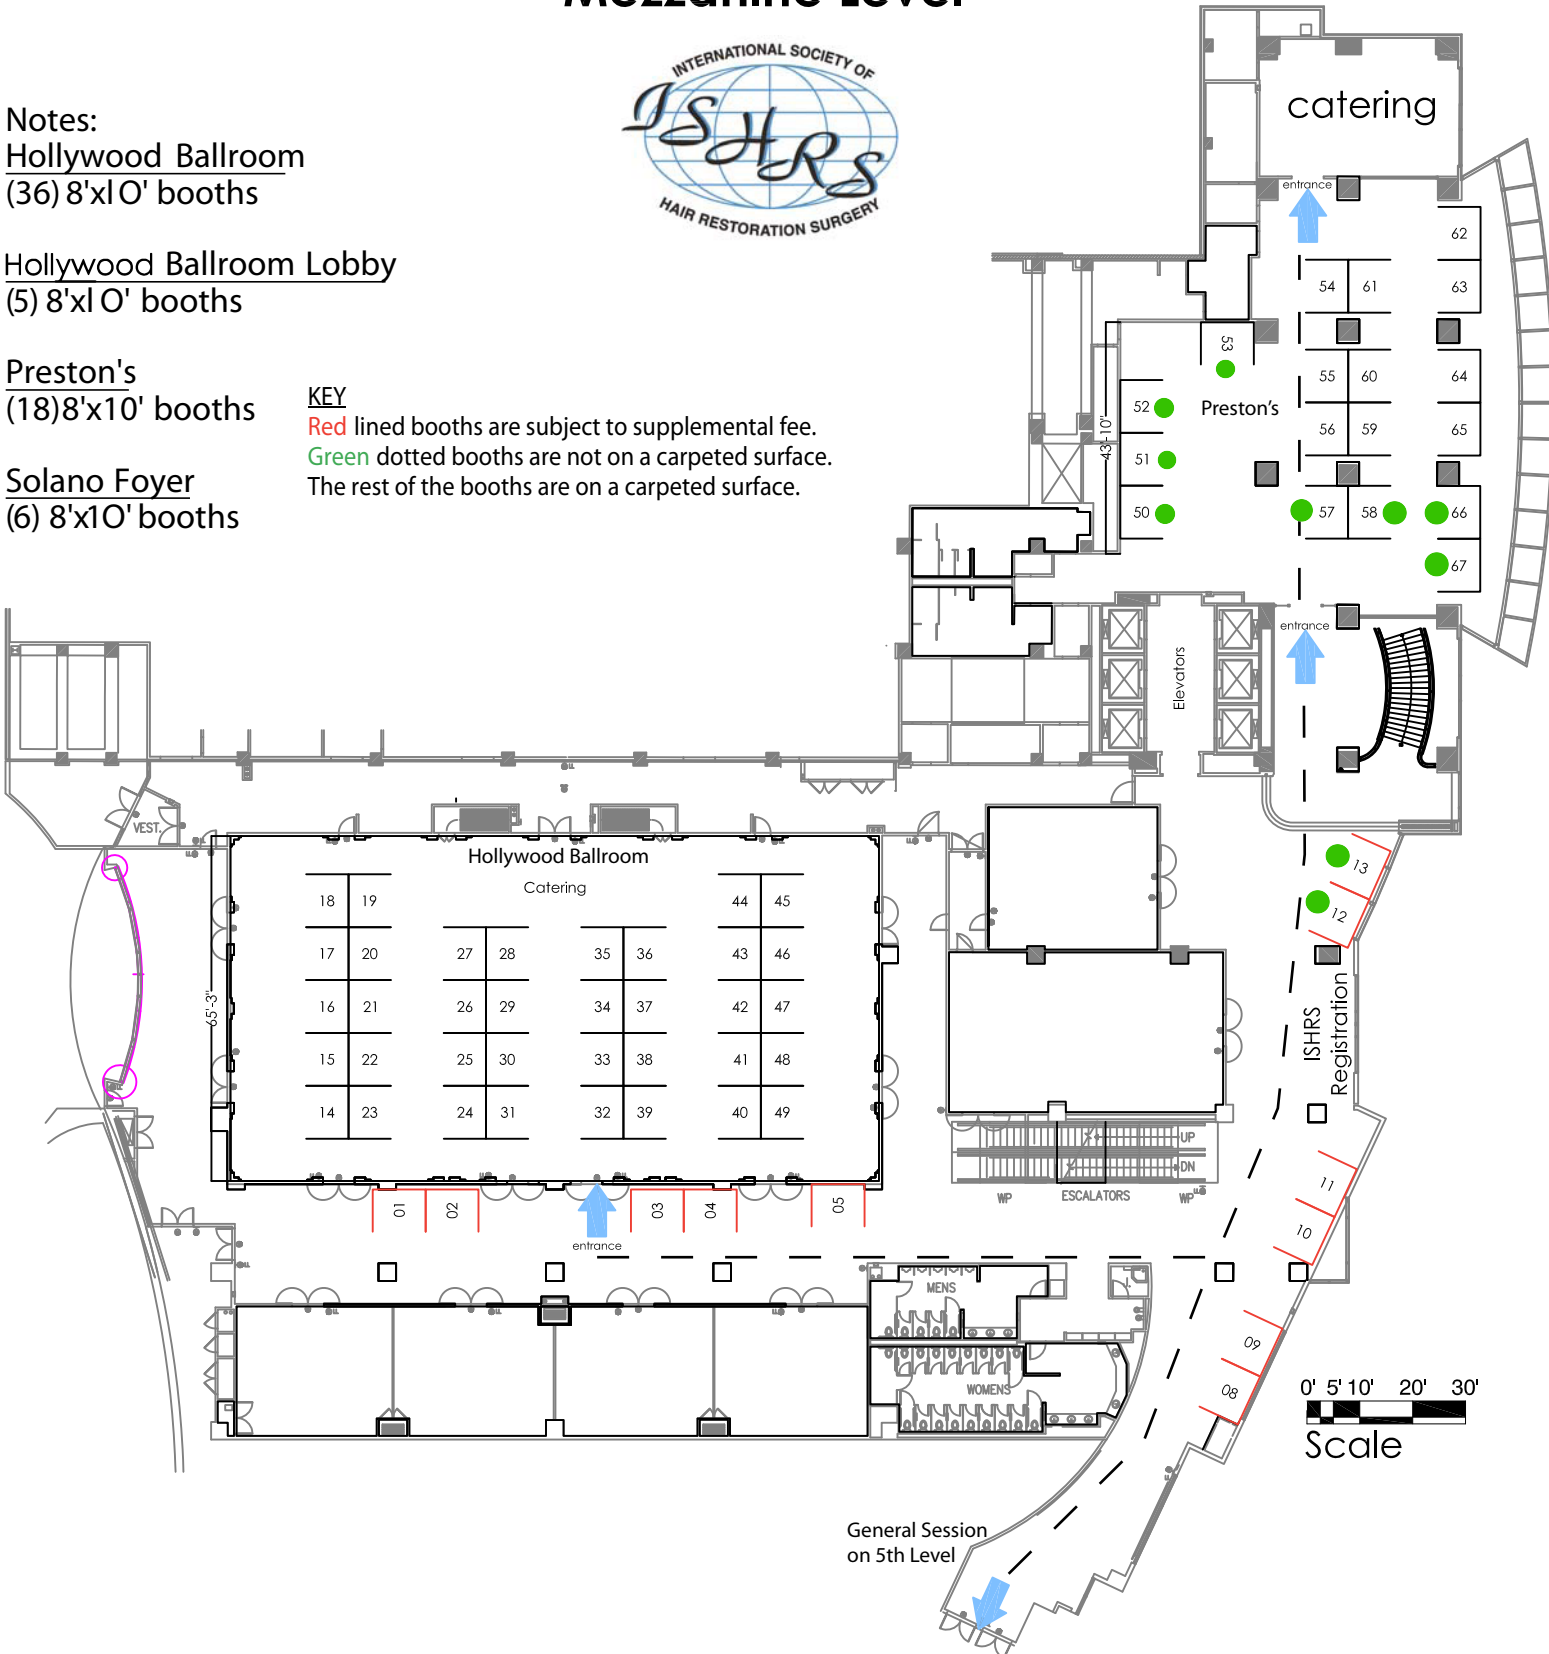 Mezzanine Level
INTERNATIONAL SOCIETY OF
ISHRS
HAIR RESTORATION SURGERY
Notes:
Hollywood Ballroom
(36) 8'xlO' booths
Hollywood Ballroom Lobby
(5) 8'xlO' booths
Preston's
(18)8'x10' booths
Solano Foyer
(6) 8'x1O' booths
KEY
Red lined booths are subject to supplemental fee.
Green dotted booths are not on a carpeted surface.
The rest of the booths are on a carpeted surface.
catering
entrance
62
54 61 63
53
55 60 64
52 Preston's
56 59 65
43'-10"
51
50 57 58 66
67
entrance
Elevators
VEST.
Hollywood Ballroom
Catering
13
12
18 19 44 45
17 20 27 28 35 36 43 46
16 21 26 29 34 37 42 47
65'-3"
15 22 25 30 33 38 41 48
14 23 24 31 32 39 40 49
ISHRS
Registration
UP
DN
WP ESCALATORS WP
11
10
01 02 03 04 05
entrance
MENS
WOMENS
09
08
0' 5' 10' 20' 30'
Scale
General Session
on 5th Level